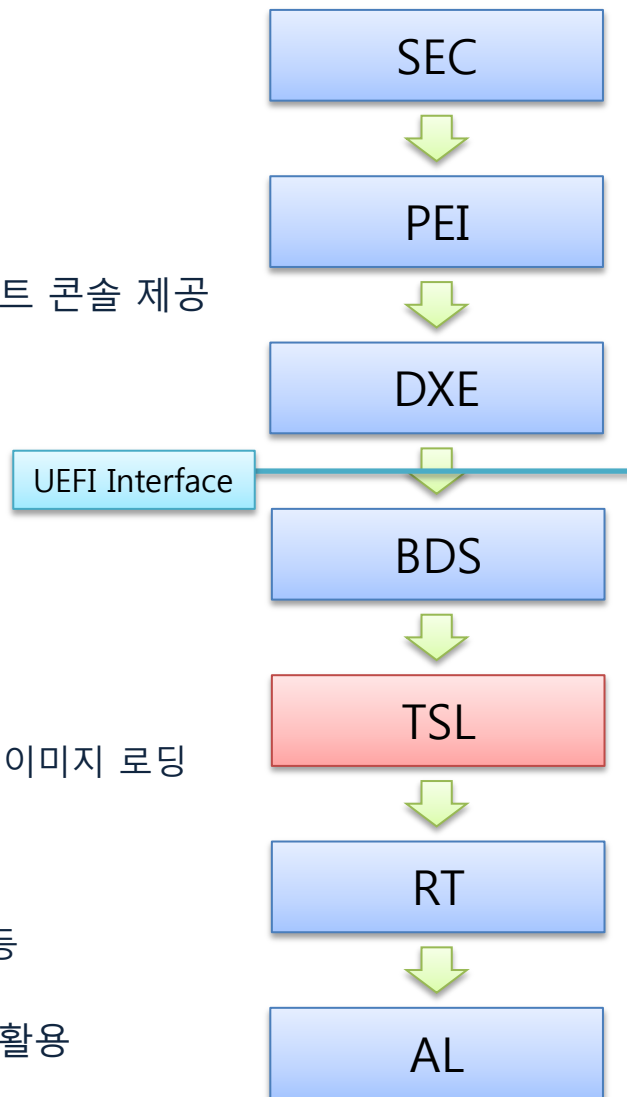 SEC
PEI
트 콘솔 제공
DXE
UEFI Interface
BDS
TSL
이미지 로딩
RT
등
활용
AL